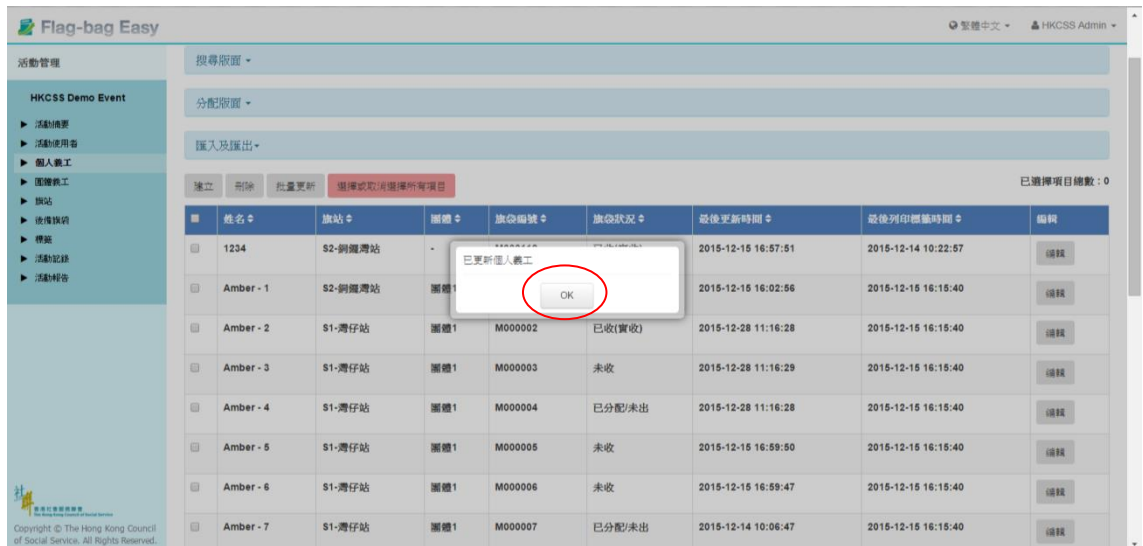 Flag-bag Easy
繁體中文
HKCSS Admin
活動管理
HKCSS Demo Event
活動摘要
活動使用者
個人義工
團體義工
旗站
後備旗袋
標籤
活動記錄
活動報告
搜尋版面
分配版面
匯入及匯出
建立 刪除 批量更新 選擇或取消選擇所有項目
已選擇項目總數：0
姓名 旗站 團體 旗袋編號 旗袋狀況 最後更新時間 最後列印標籤時間 編輯
1234 S2-銅鑼灣站 - 2015-12-15 16:57:51 2015-12-14 10:22:57 編輯
已更新個人義工
OK
Amber - 1 S2-銅鑼灣站 團體1 2015-12-15 16:02:56 2015-12-15 16:15:40 編輯
Amber - 2 S1-灣仔站 團體1 M000002 已收(實收) 2015-12-28 11:16:28 2015-12-15 16:15:40 編輯
Amber - 3 S1-灣仔站 團體1 M000003 未收 2015-12-28 11:16:29 2015-12-15 16:15:40 編輯
Amber - 4 S1-灣仔站 團體1 M000004 已分配/未出 2015-12-28 11:16:28 2015-12-15 16:15:40 編輯
Amber - 5 S1-灣仔站 團體1 M000005 未收 2015-12-15 16:59:50 2015-12-15 16:15:40 編輯
Amber - 6 S1-灣仔站 團體1 M000006 未收 2015-12-15 16:59:47 2015-12-15 16:15:40 編輯
Amber - 7 S1-灣仔站 團體1 M000007 已分配/未出 2015-12-14 10:06:47 2015-12-15 16:15:40 編輯
香港社會服務聯會
The Hong Kong Council of Social Service
Copyright © The Hong Kong Council
of Social Service. All Rights Reserved.